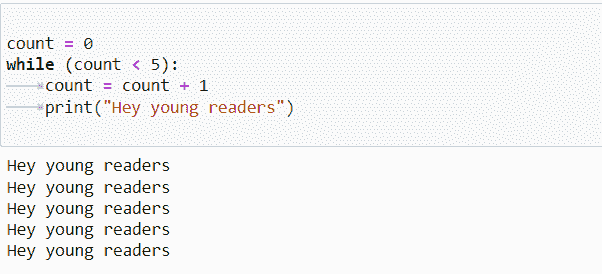 count = 0
while (count < 5):
count = count + 1
print("Hey young readers")
Hey young readers
Hey young readers
Hey young readers
Hey young readers
Hey young readers